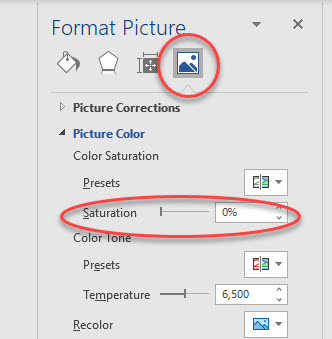 Format Picture
Picture Corrections
Picture Color
Color Saturation
Presets
Saturation 0%
Color Tone
Presets
Temperature 6,500
Recolor